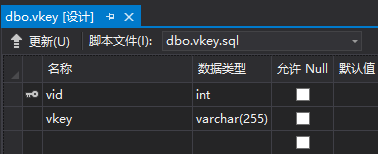 dbo.vkey [设计]
更新(U) 脚本文件(I): dbo.vkey.sql
名称 数据类型 允许 Null 默认值
vid int
vkey varchar(255)